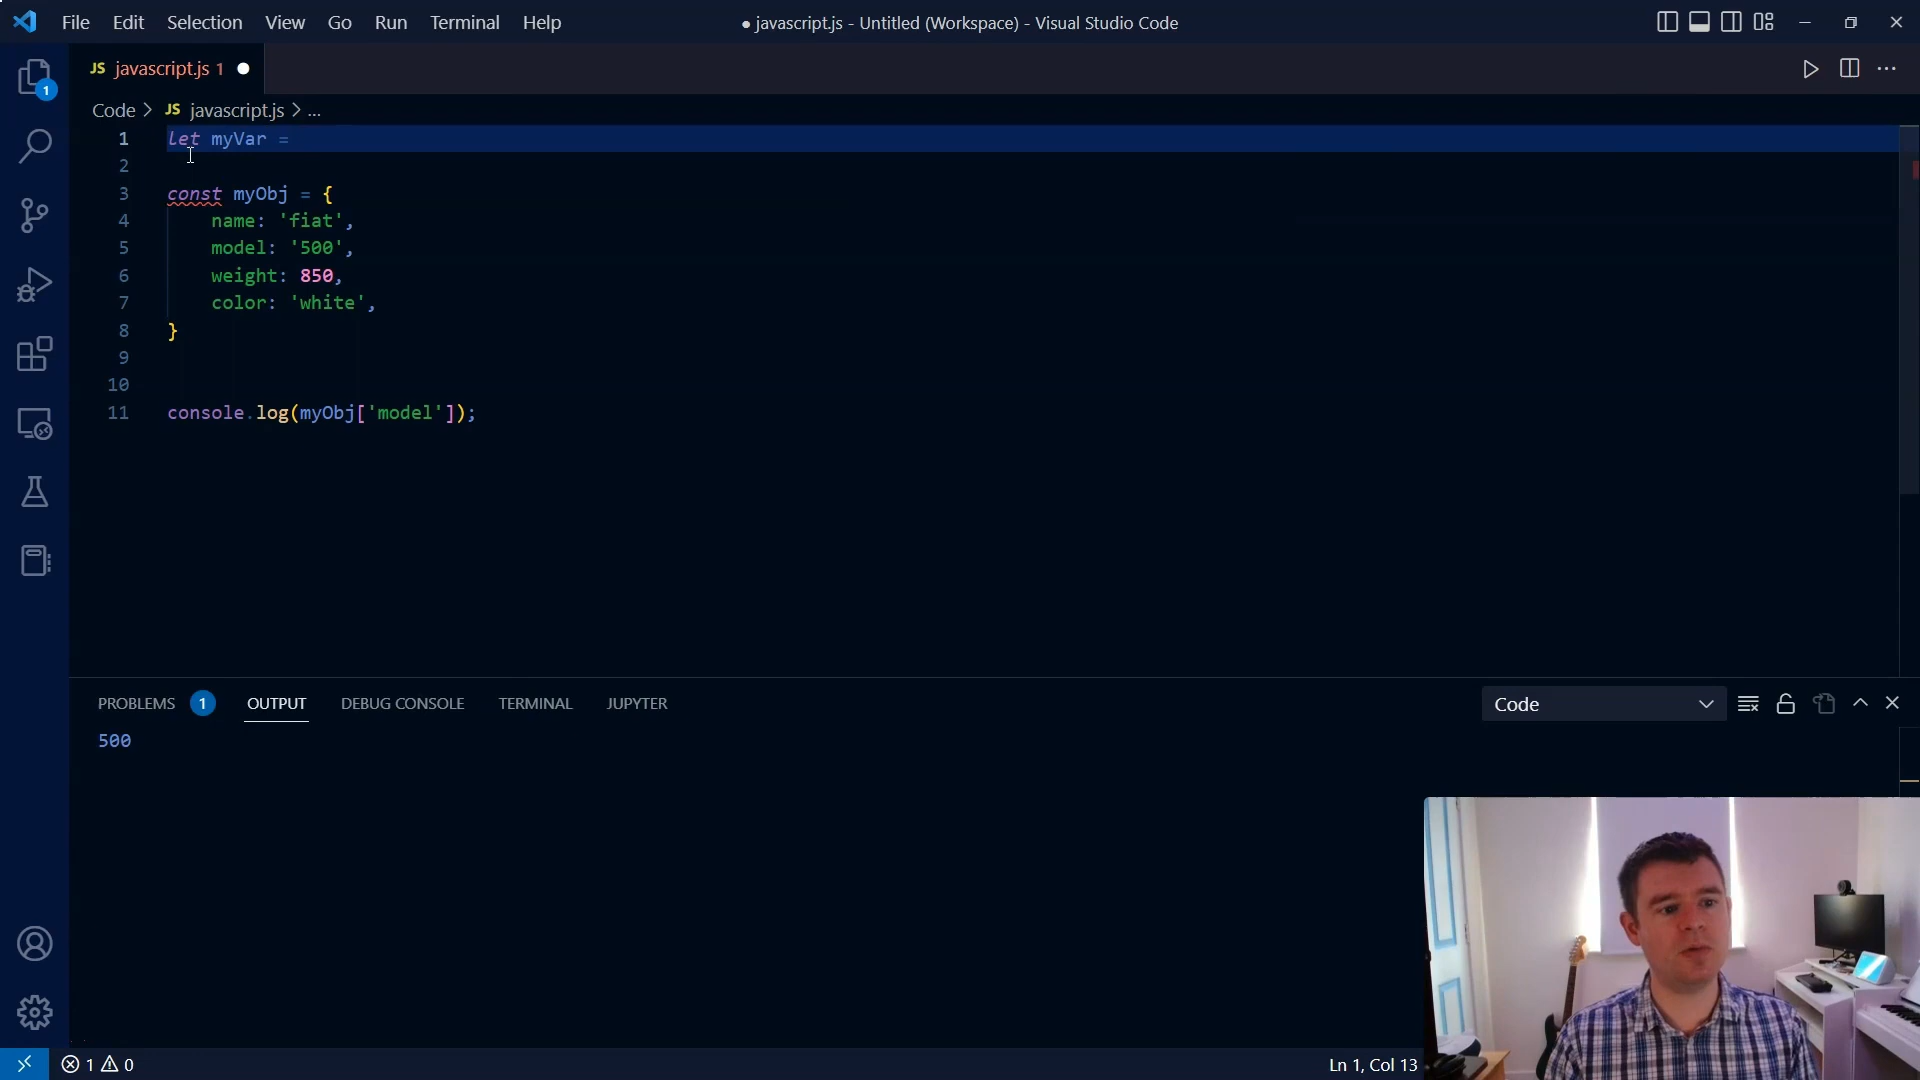 File Edit Selection View Go Run Terminal Help
● javascript.js - Untitled (Workspace) - Visual Studio Code
1
JS javascript.js 1 ●
Code > JS javascript.js > ...
1 let myVar =
2
3 const myObj = {
4 name: 'fiat',
5 model: '500',
6 weight: 850,
7 color: 'white',
8 }
9
10
11 console.log(myObj['model']);
PROBLEMS 1 OUTPUT DEBUG CONSOLE TERMINAL JUPYTER
Code
500
1 0
Ln 1, Col 13